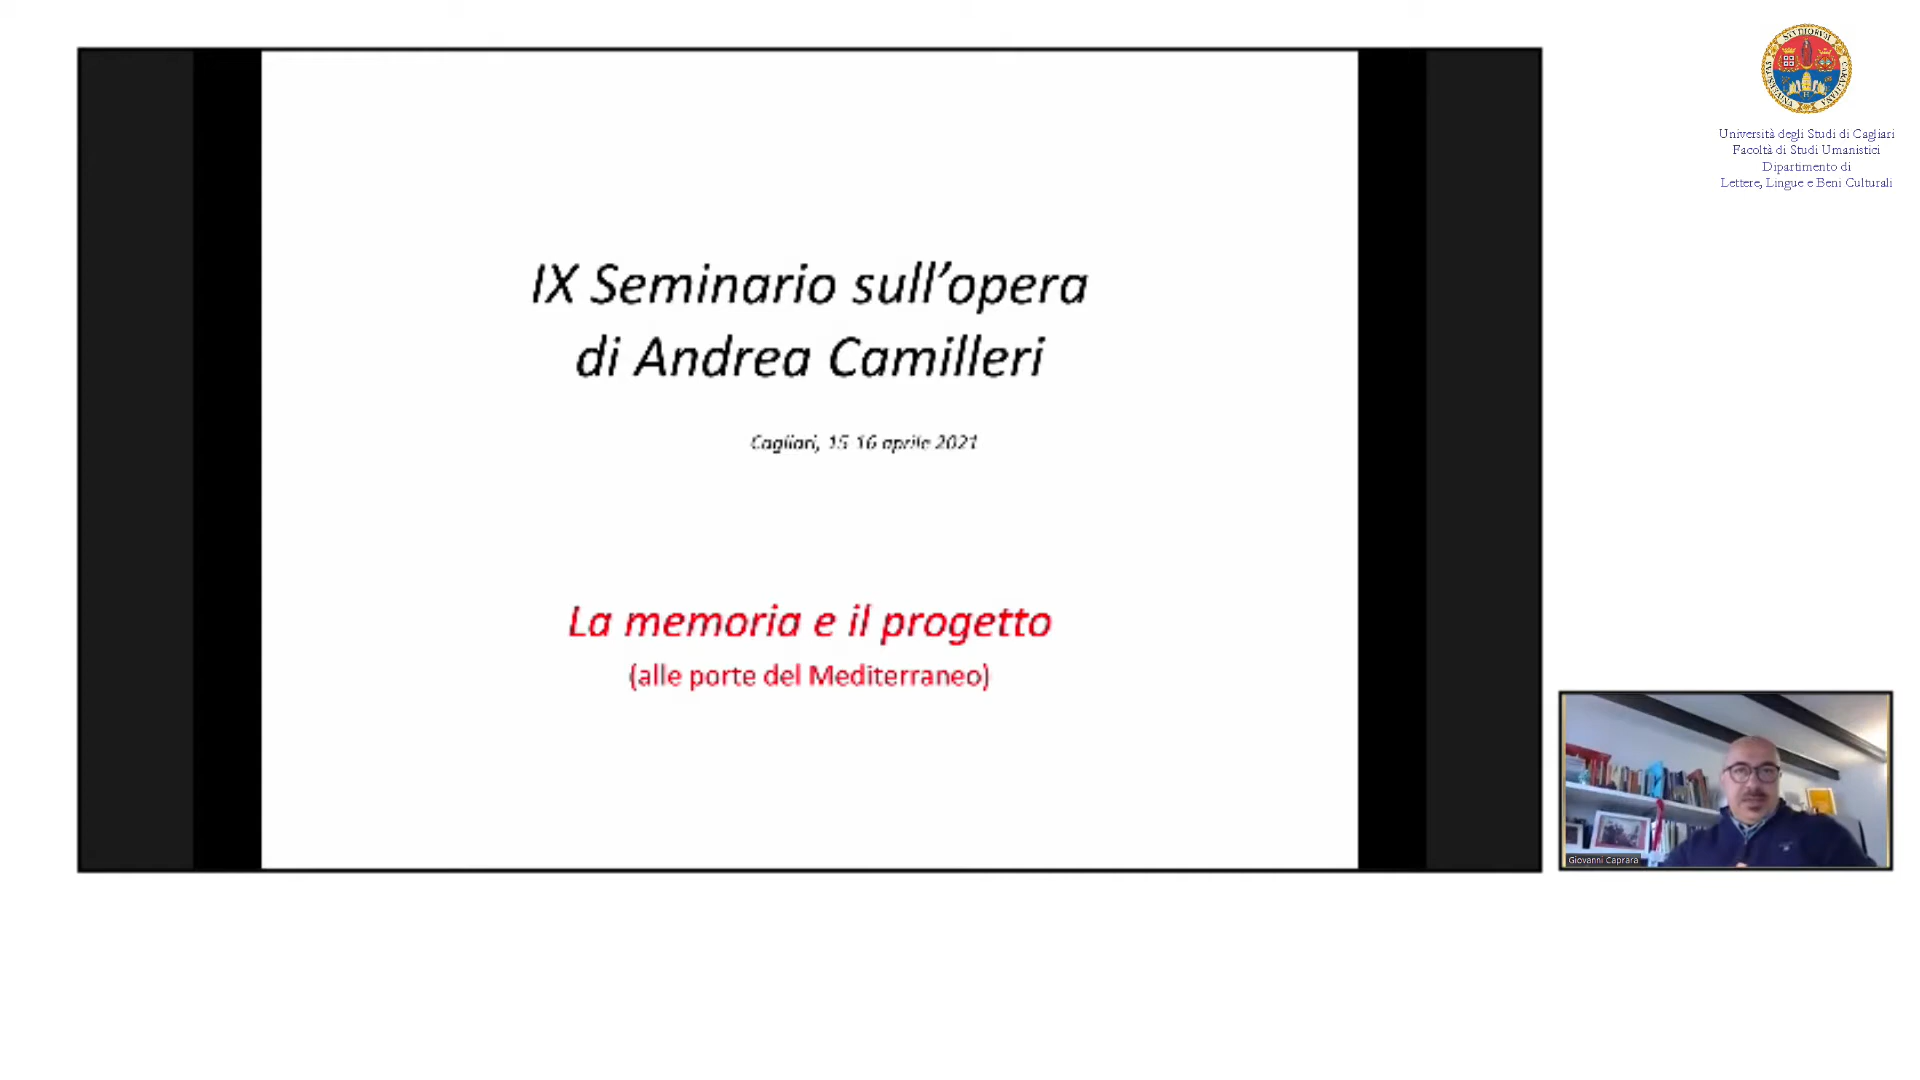 IX Seminario sull'opera
di Andrea Camilleri
Cagliari, 15-16 aprile 2021
La memoria e il progetto
(alle porte del Mediterraneo)
Università degli Studi di Cagliari
Facoltà di Studi Umanistici
Dipartimento di
Lettere, Lingue e Beni Culturali
Giovanni Caprara